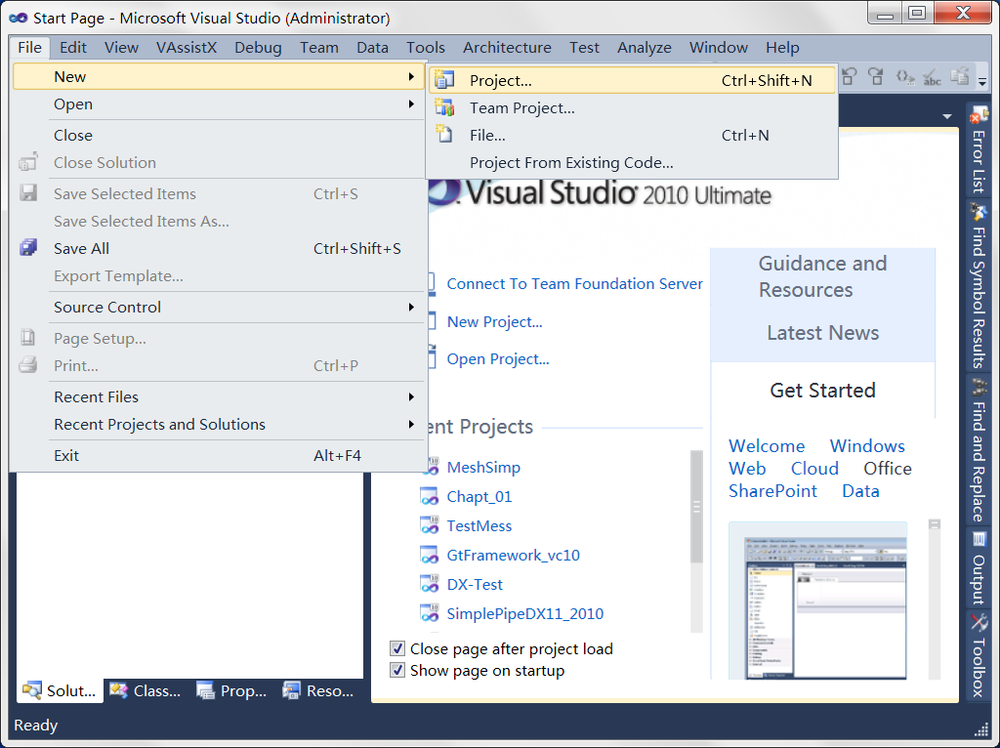 Start Page - Microsoft Visual Studio (Administrator)
File Edit View VAssistX Debug Team Data Tools Architecture Test Analyze Window Help
New
Open
Close
Close Solution
Save Selected Items Ctrl+S
Save Selected Items As...
Save All Ctrl+Shift+S
Export Template...
Source Control
Page Setup...
Print... Ctrl+P
Recent Files
Recent Projects and Solutions
Exit Alt+F4
Project... Ctrl+Shift+N
Team Project...
File... Ctrl+N
Project From Existing Code...
Visual Studio 2010 Ultimate
Connect To Team Foundation Server
New Project...
Open Project...
ent Projects
MeshSimp
Chapt_01
TestMess
GtFramework_vc10
DX-Test
SimplePipeDX11_2010
Close page after project load
Show page on startup
Guidance and
Resources
Latest News
Get Started
Welcome Windows
Web Cloud Office
SharePoint Data
abc
Error List
Find Symbol Results
Find and Replace
Output
Toolbox
Solut... Class... Prop... Reso...
Ready